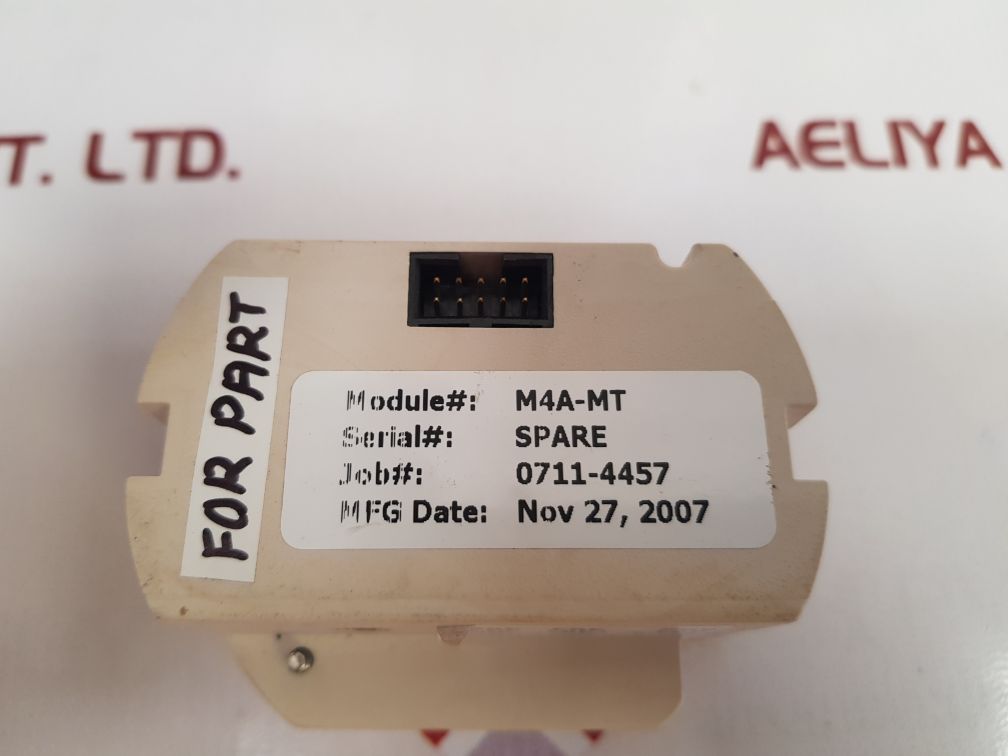 T. LTD.
AELIYA
FOR PART
Module#: M4A-MT
Serial#: SPARE
Job#: 0711-4457
MFG Date: Nov 27, 2007